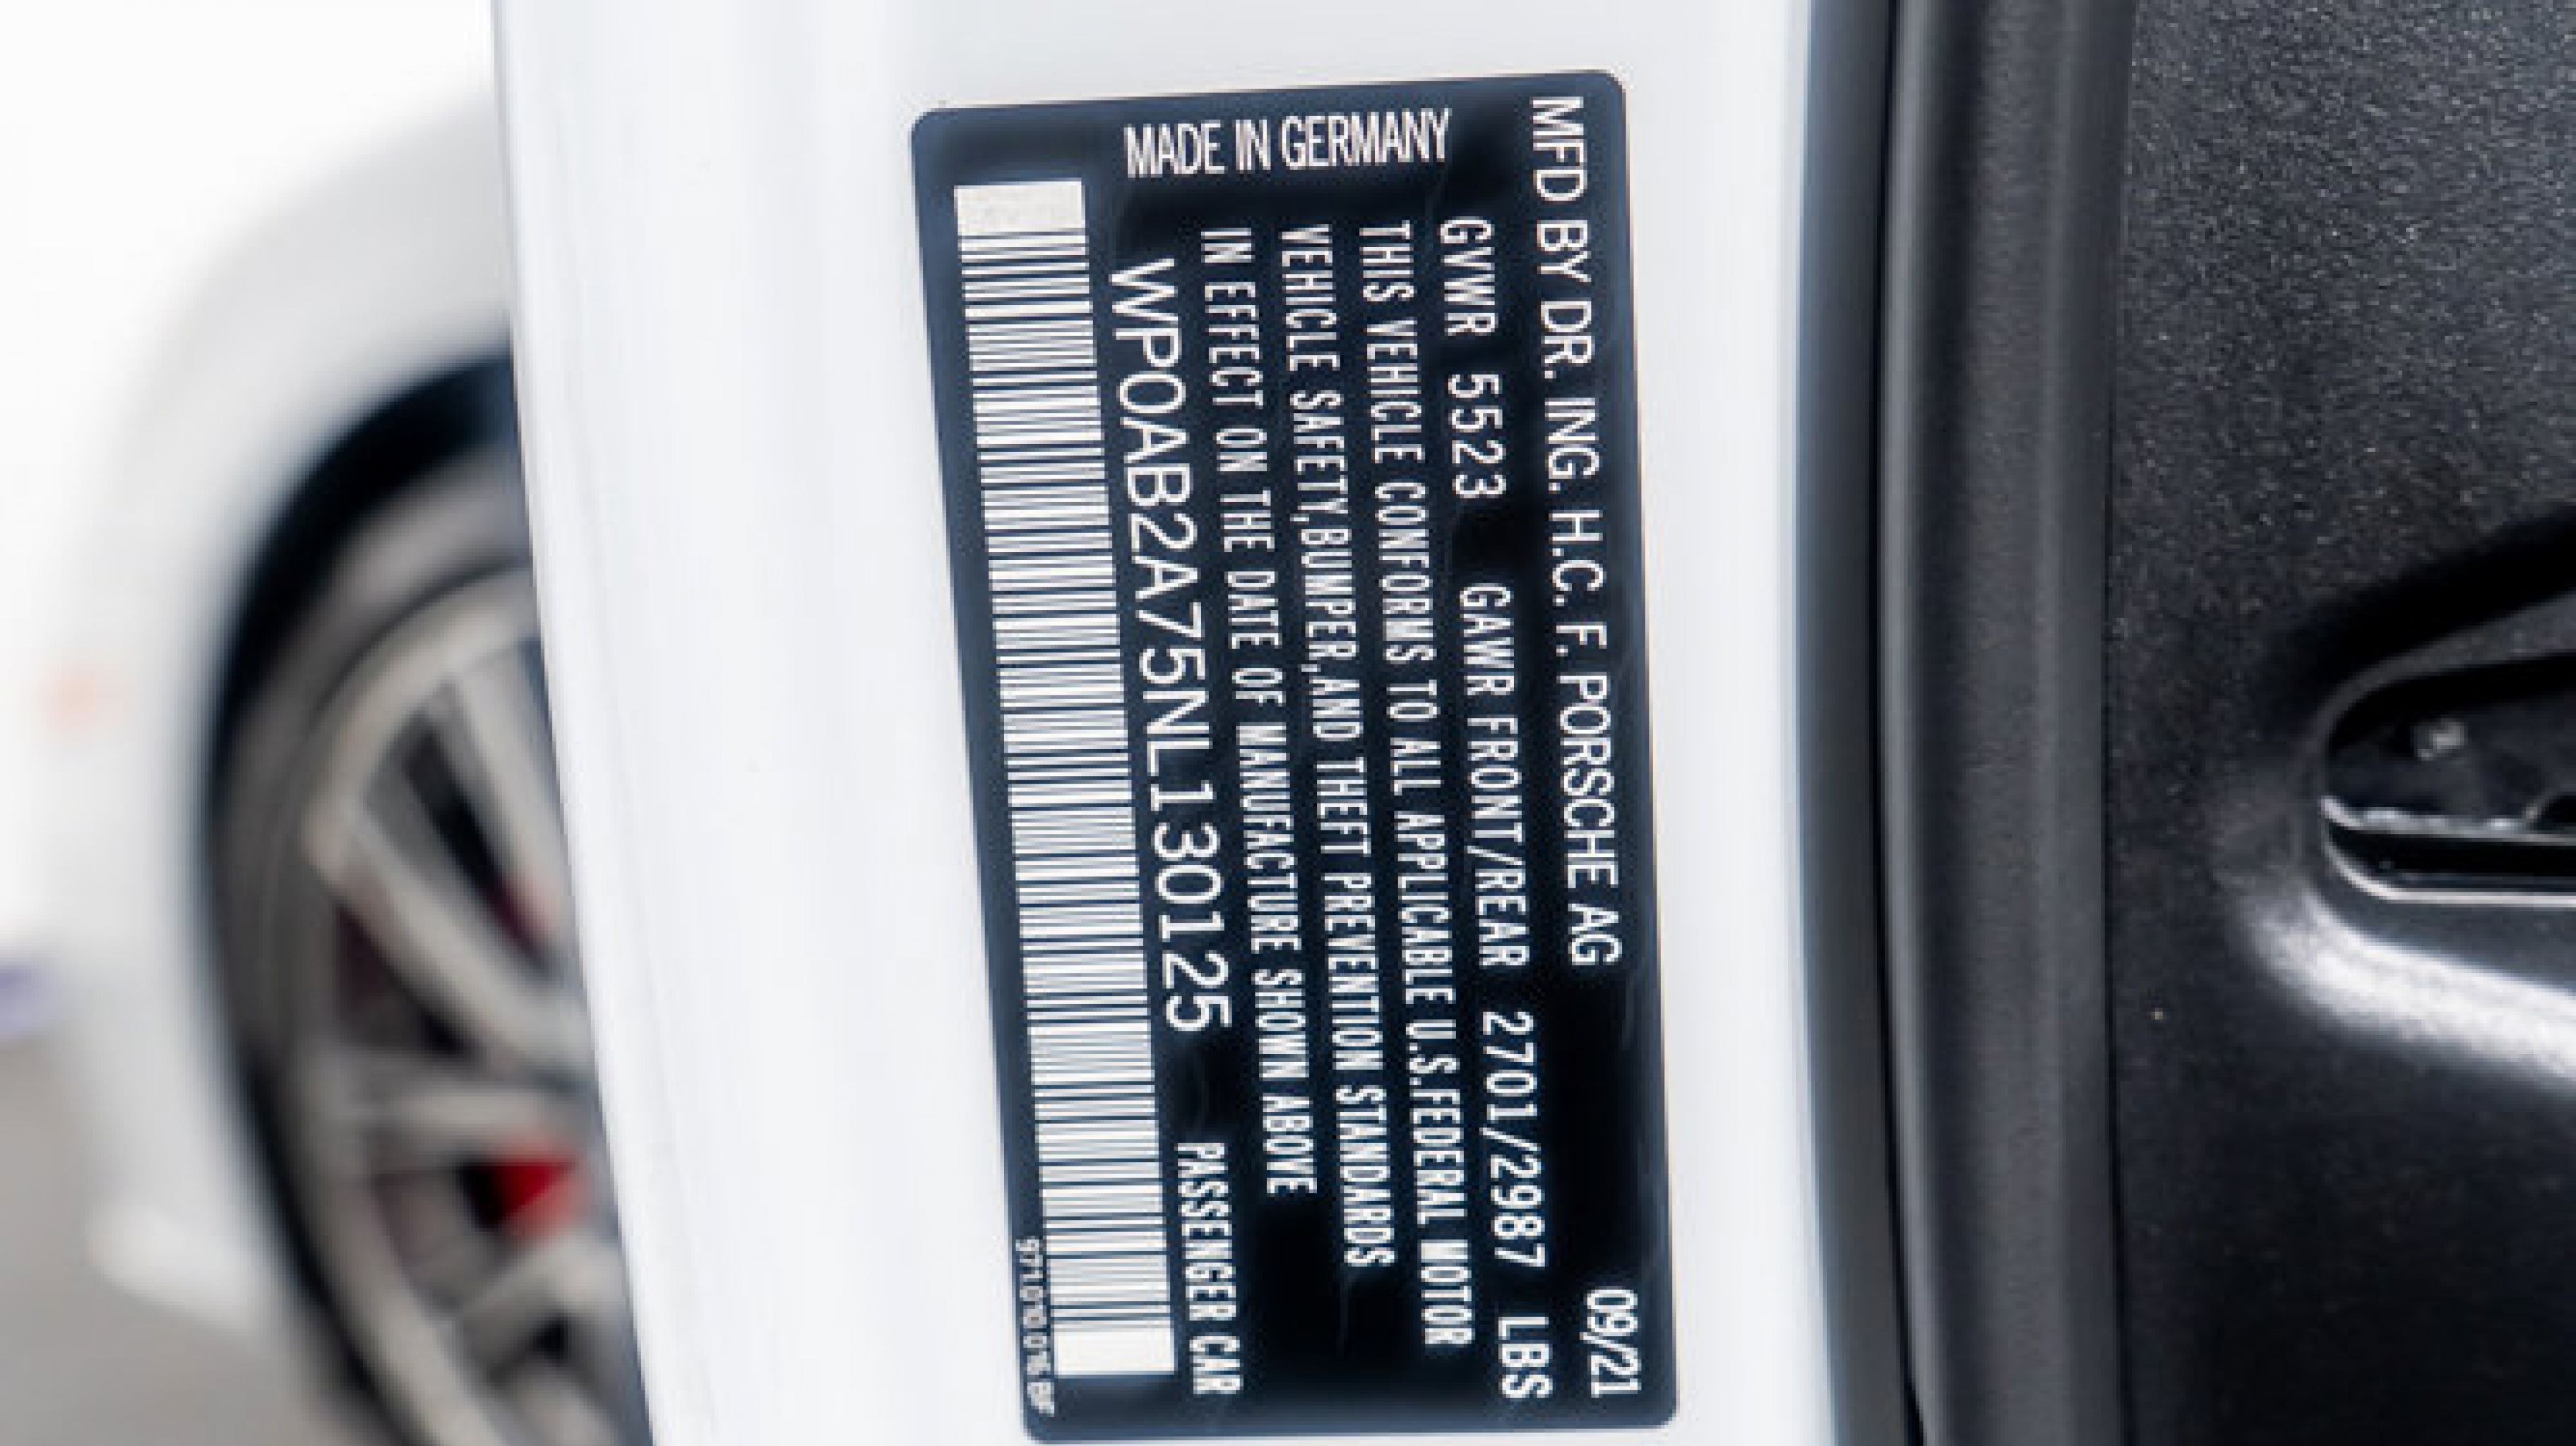 MFD BY DR. ING. H.C. F. PORSCHE AG 09/21
GVWR 5523 GAWR FRONT/REAR 2701/2987 LBS
THIS VEHICLE CONFORMS TO ALL APPLICABLE U.S.FEDERAL MOTOR
VEHICLE SAFETY,BUMPER,AND THEFT PREVENTION STANDARDS
IN EFFECT ON THE DATE OF MANUFACTURE SHOWN ABOVE
WP0AB2A75NL130125 PASSENGER CAR
MADE IN GERMANY